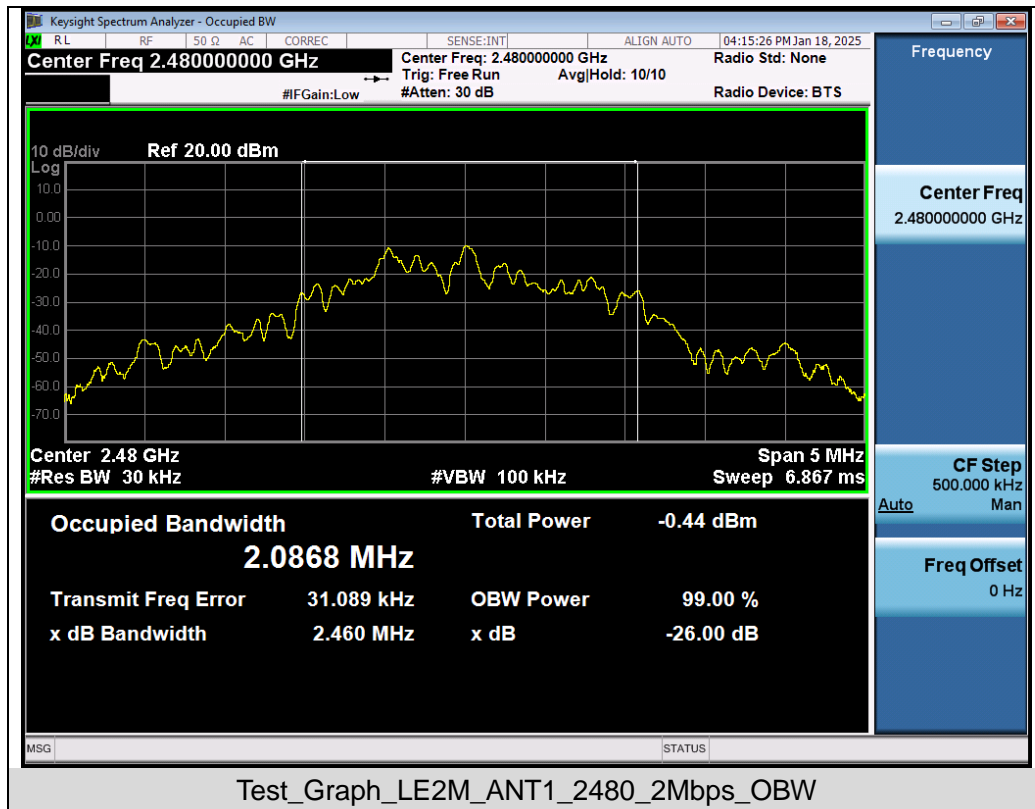 Keysight Spectrum Analyzer - Occupied BW
LXI RL RF 50 Ω AC CORREC SENSE:INT ALIGN AUTO 04:15:26 PM Jan 18, 2025
Center Freq 2.480000000 GHz
Center Freq: 2.480000000 GHz
Radio Std: None
Trig: Free Run Avg|Hold: 10/10
#IFGain:Low
#Atten: 30 dB
Radio Device: BTS
10 dB/div Ref 20.00 dBm
Log
10.0
0.00
-10.0
-20.0
-30.0
-40.0
-50.0
-60.0
-70.0
Center 2.48 GHz Span 5 MHz
#Res BW 30 kHz #VBW 100 kHz Sweep 6.867 ms
Occupied Bandwidth Total Power -0.44 dBm
2.0868 MHz
Transmit Freq Error 31.089 kHz OBW Power 99.00 %
x dB Bandwidth 2.460 MHz x dB -26.00 dB
MSG STATUS
Frequency
Center Freq
2.480000000 GHz
CF Step
500.000 kHz
Auto Man
Freq Offset
0 Hz
Test_Graph_LE2M_ANT1_2480_2Mbps_OBW